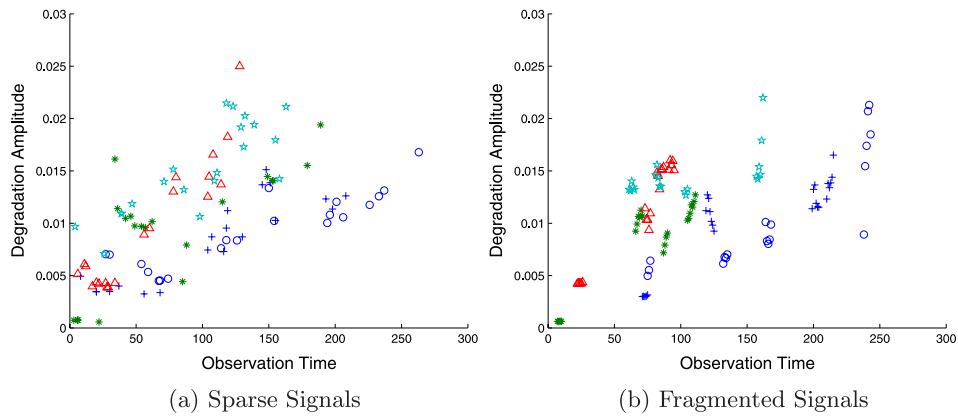 0.03
0.025
0.02
0.015
0.01
0.005
0
0 50 100 150 200 250 300
Degradation Amplitude
Observation Time
(a) Sparse Signals
0.03
0.025
0.02
0.015
0.01
0.005
0
0 50 100 150 200 250 300
Degradation Amplitude
Observation Time
(b) Fragmented Signals